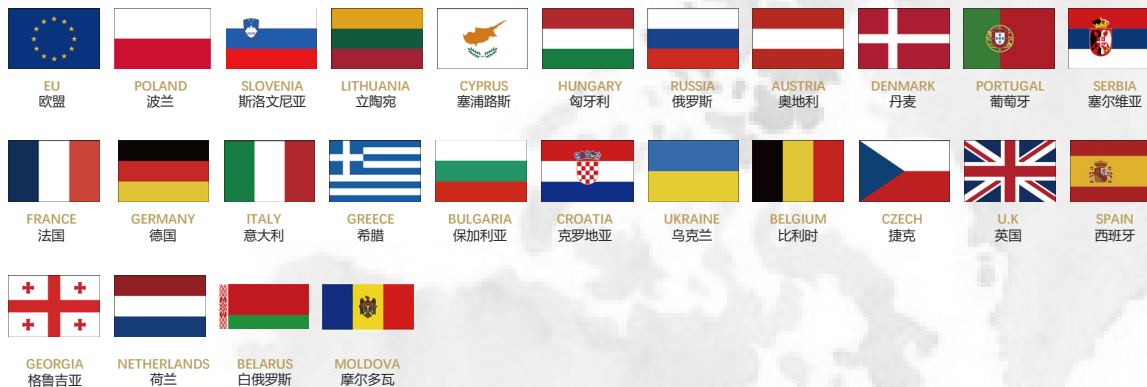 EU POLAND SLOVENIA LITHUANIA CYPRUS HUNGARY RUSSIA AUSTRIA DENMARK PORTUGAL SERBIA
欧盟 波兰 斯洛文尼亚 立陶宛 塞浦路斯 匈牙利 俄罗斯 奥地利 丹麦 葡萄牙 塞尔维亚
FRANCE GERMANY ITALY GREECE BULGARIA CROATIA UKRAINE BELGIUM CZECH U.K SPAIN
法国 德国 意大利 希腊 保加利亚 克罗地亚 乌克兰 比利时 捷克 英国 西班牙
GEORGIA NETHERLANDS BELARUS MOLDOVA
格鲁吉亚 荷兰 白俄罗斯 摩尔多瓦